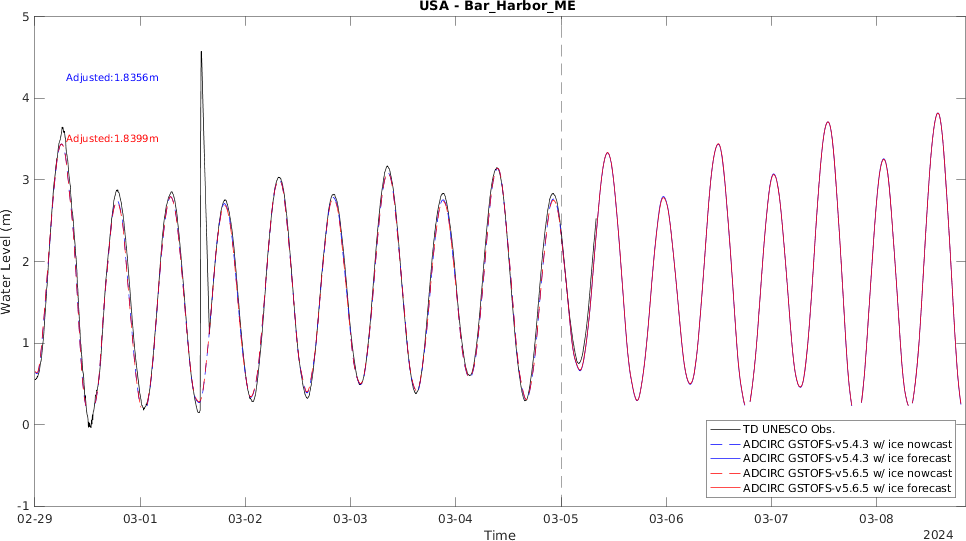 USA - Bar_Harbor_ME
5
4
3
2
1
0
-1
Water Level (m)
Adjusted:1.8356m
Adjusted:1.8399m
TD UNESCO Obs.
ADCIRC GSTOFS-v5.4.3 w/ ice nowcast
ADCIRC GSTOFS-v5.4.3 w/ ice forecast
ADCIRC GSTOFS-v5.6.5 w/ ice nowcast
ADCIRC GSTOFS-v5.6.5 w/ ice forecast
02-29 03-01 03-02 03-03 03-04 03-05 03-06 03-07 03-08
Time
2024